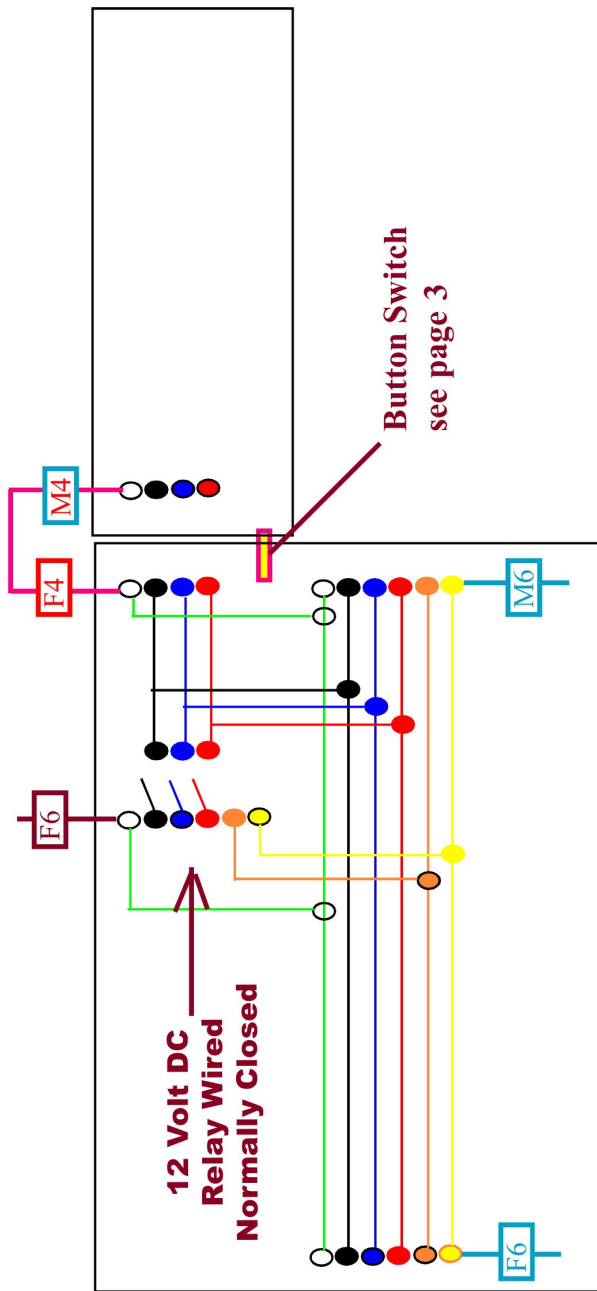 M4
F4
Button Switch
see page 3
F6
M6
12 Volt DC
Relay Wired
Normally Closed
F6